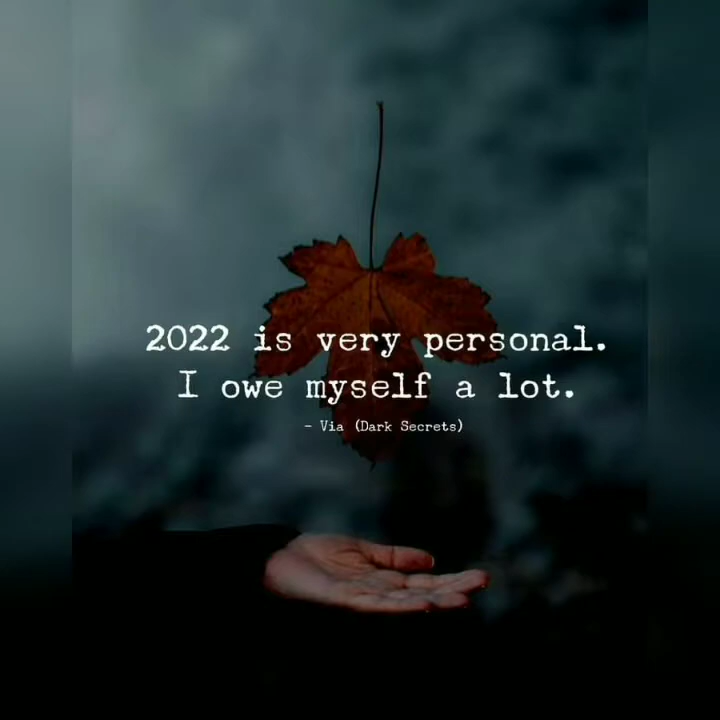 2022 is very personal.
I owe myself a lot.
- Via (Dark Secrets)